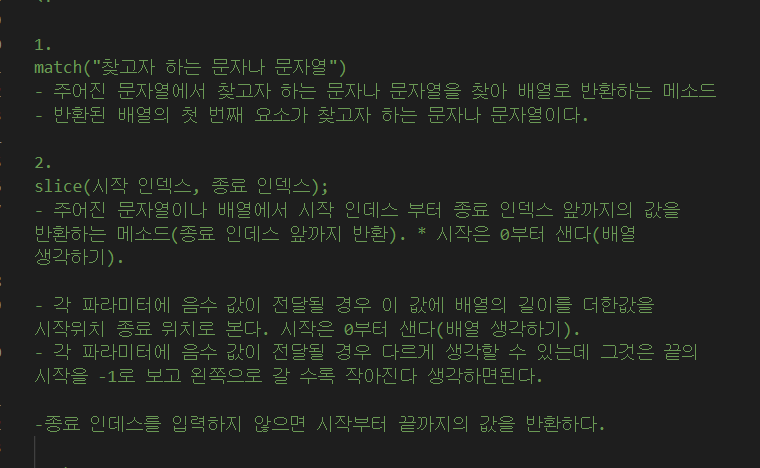 1.
match("찾고자 하는 문자나 문자열")
- 주어진 문자열에서 찾고자 하는 문자나 문자열을 찾아 배열로 반환하는 메소드
- 반환된 배열의 첫 번째 요소가 찾고자 하는 문자나 문자열이다.
2.
slice(시작 인덱스, 종료 인덱스);
- 주어진 문자열이나 배열에서 시작 인데스 부터 종료 인덱스 앞까지의 값을
반환하는 메소드(종료 인데스 앞까지 반환). * 시작은 0부터 샌다(배열
생각하기).
- 각 파라미터에 음수 값이 전달될 경우 이 값에 배열의 길이를 더한값을
시작위치 종료 위치로 본다. 시작은 0부터 샌다(배열 생각하기).
- 각 파라미터에 음수 값이 전달될 경우 다르게 생각할 수 있는데 그것은 끝의
시작을 -1로 보고 왼쪽으로 갈 수록 작아진다 생각하면된다.
-종료 인데스를 입력하지 않으면 시작부터 끝까지의 값을 반환하다.